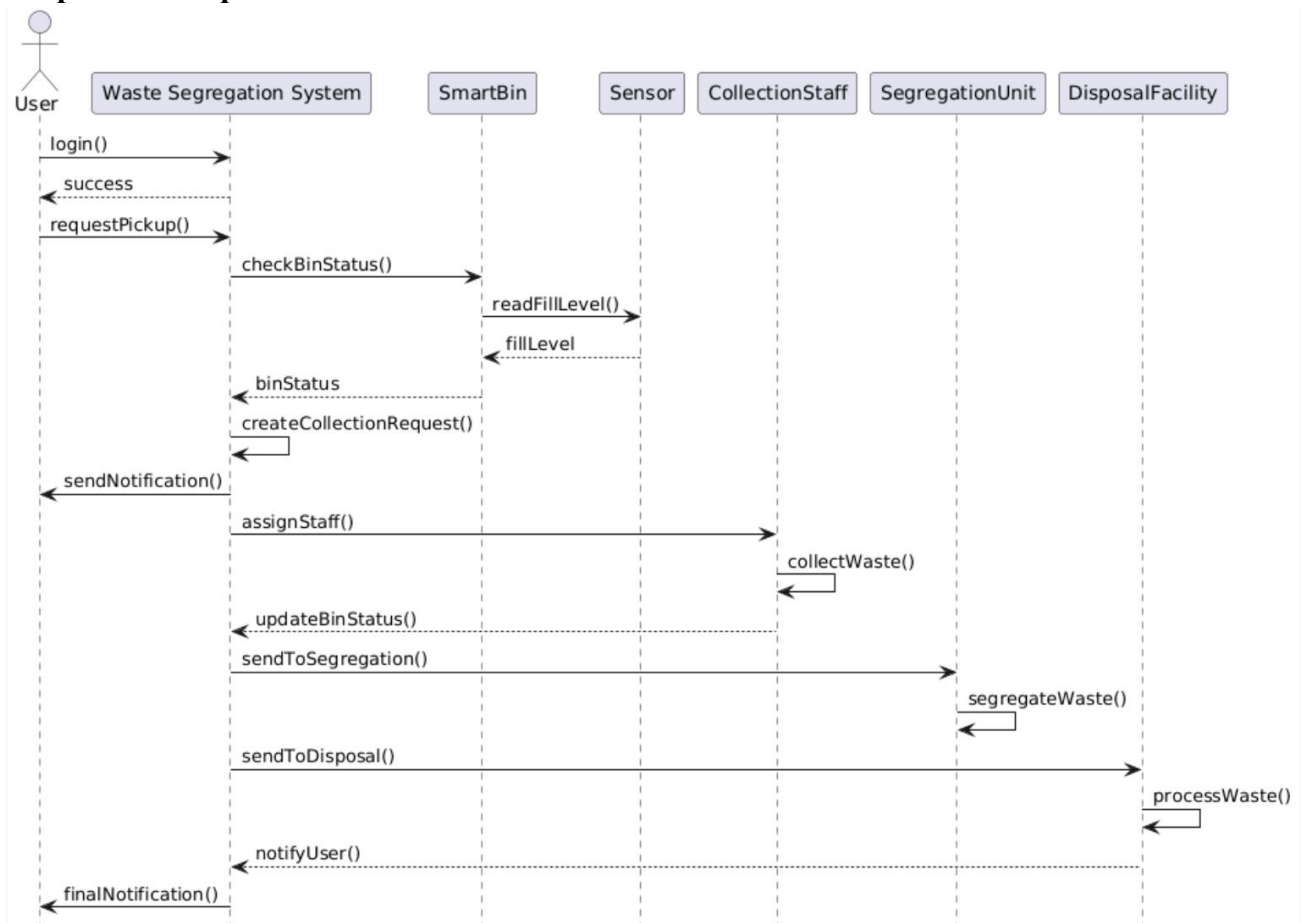 User
Waste Segregation System
SmartBin
Sensor
CollectionStaff
SegregationUnit
DisposalFacility
login()
success
requestPickup()
checkBinStatus()
readFillLevel()
fillLevel
binStatus
createCollectionRequest()
sendNotification()
assignStaff()
collectWaste()
updateBinStatus()
sendToSegregation()
segregateWaste()
sendToDisposal()
processWaste()
notifyUser()
finalNotification()